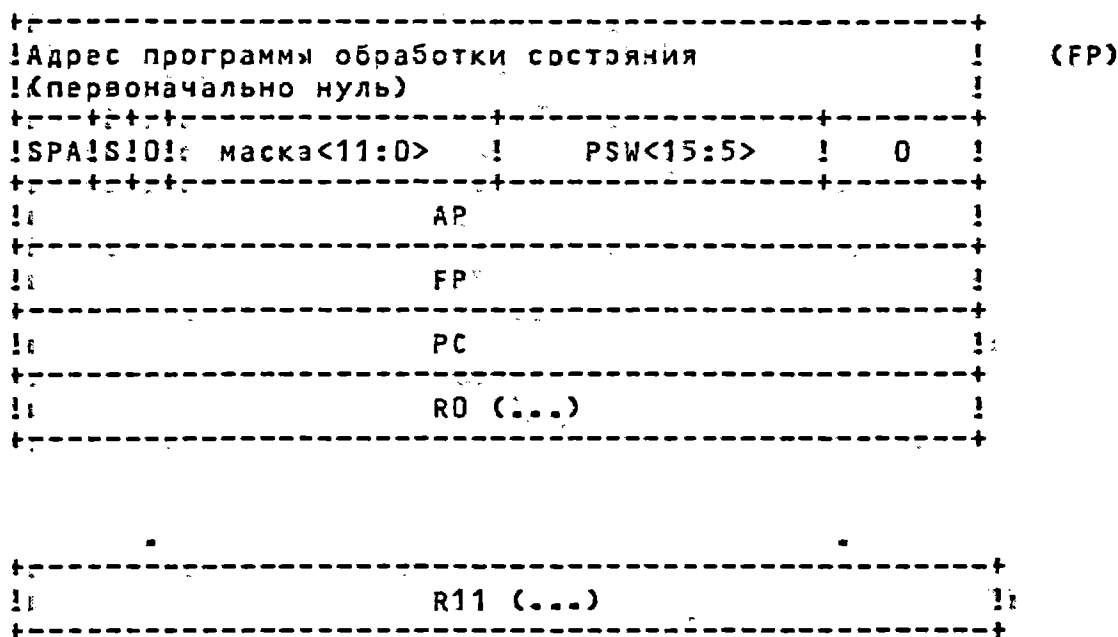 Адрес программы обработки состояния (FP)
(первоначально нуль)
SPA!S!0! маска<11:0> ! PSW<15:5> ! 0
AP
FP
PC
R0 (...)
R11 (...)